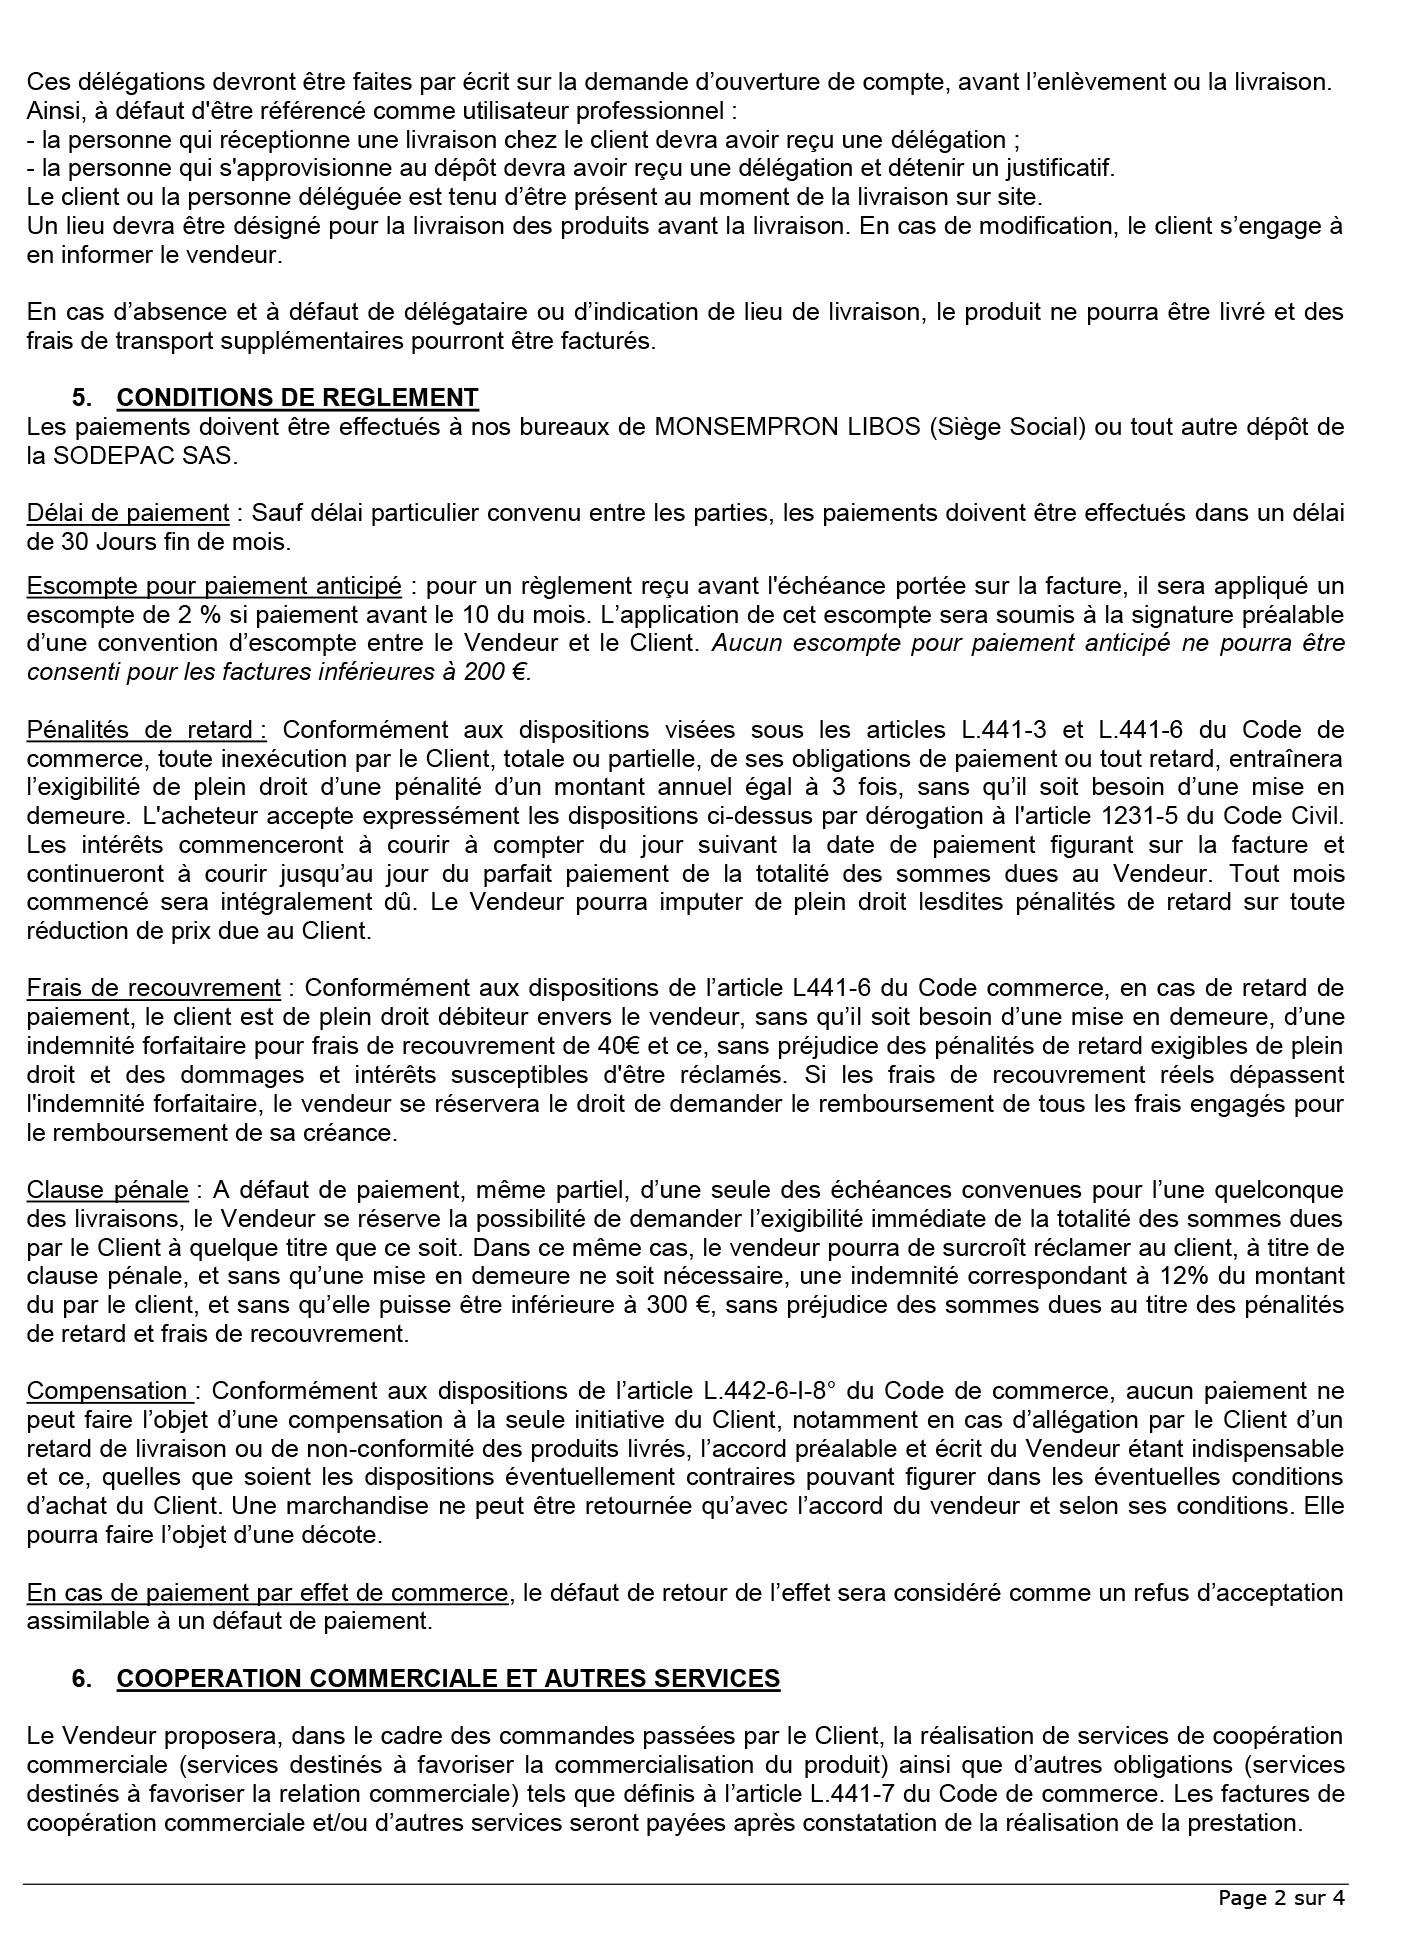 Ces délégations devront être faites par écrit sur la demande d’ouverture de compte, avant l’enlèvement ou la livraison.
Ainsi, à défaut d'être référencé comme utilisateur professionnel :
- la personne qui réceptionne une livraison chez le client devra avoir reçu une délégation ;
- la personne qui s'approvisionne au dépôt devra avoir reçu une délégation et détenir un justificatif.
Le client ou la personne déléguée est tenu d’être présent au moment de la livraison sur site.
Un lieu devra être désigné pour la livraison des produits avant la livraison. En cas de modification, le client s’engage à
en informer le vendeur.
En cas d’absence et à défaut de délégataire ou d’indication de lieu de livraison, le produit ne pourra être livré et des
frais de transport supplémentaires pourront être facturés.
5. CONDITIONS DE REGLEMENT
Les paiements doivent être effectués à nos bureaux de MONSEMPRON LIBOS (Siège Social) ou tout autre dépôt de
la SODEPAC SAS.
Délai de paiement : Sauf délai particulier convenu entre les parties, les paiements doivent être effectués dans un délai
de 30 Jours fin de mois.
Escompte pour paiement anticipé : pour un règlement reçu avant l'échéance portée sur la facture, il sera appliqué un
escompte de 2 % si paiement avant le 10 du mois. L’application de cet escompte sera soumis à la signature préalable
d’une convention d’escompte entre le Vendeur et le Client. Aucun escompte pour paiement anticipé ne pourra être
consenti pour les factures inférieures à 200 €.
Pénalités de retard : Conformément aux dispositions visées sous les articles L.441-3 et L.441-6 du Code de
commerce, toute inexécution par le Client, totale ou partielle, de ses obligations de paiement ou tout retard, entraînera
l’exigibilité de plein droit d’une pénalité d’un montant annuel égal à 3 fois, sans qu’il soit besoin d’une mise en
demeure. L'acheteur accepte expressément les dispositions ci-dessus par dérogation à l'article 1231-5 du Code Civil.
Les intérêts commenceront à courir à compter du jour suivant la date de paiement figurant sur la facture et
continueront à courir jusqu’au jour du parfait paiement de la totalité des sommes dues au Vendeur. Tout mois
commencé sera intégralement dû. Le Vendeur pourra imputer de plein droit lesdites pénalités de retard sur toute
réduction de prix due au Client.
Frais de recouvrement : Conformément aux dispositions de l’article L441-6 du Code commerce, en cas de retard de
paiement, le client est de plein droit débiteur envers le vendeur, sans qu’il soit besoin d’une mise en demeure, d’une
indemnité forfaitaire pour frais de recouvrement de 40€ et ce, sans préjudice des pénalités de retard exigibles de plein
droit et des dommages et intérêts susceptibles d'être réclamés. Si les frais de recouvrement réels dépassent
l'indemnité forfaitaire, le vendeur se réservera le droit de demander le remboursement de tous les frais engagés pour
le remboursement de sa créance.
Clause pénale : A défaut de paiement, même partiel, d’une seule des échéances convenues pour l’une quelconque
des livraisons, le Vendeur se réserve la possibilité de demander l’exigibilité immédiate de la totalité des sommes dues
par le Client à quelque titre que ce soit. Dans ce même cas, le vendeur pourra de surcroît réclamer au client, à titre de
clause pénale, et sans qu’une mise en demeure ne soit nécessaire, une indemnité correspondant à 12% du montant
du par le client, et sans qu’elle puisse être inférieure à 300 €, sans préjudice des sommes dues au titre des pénalités
de retard et frais de recouvrement.
Compensation : Conformément aux dispositions de l’article L.442-6-I-8° du Code de commerce, aucun paiement ne
peut faire l’objet d’une compensation à la seule initiative du Client, notamment en cas d’allégation par le Client d’un
retard de livraison ou de non-conformité des produits livrés, l’accord préalable et écrit du Vendeur étant indispensable
et ce, quelles que soient les dispositions éventuellement contraires pouvant figurer dans les éventuelles conditions
d’achat du Client. Une marchandise ne peut être retournée qu’avec l’accord du vendeur et selon ses conditions. Elle
pourra faire l’objet d’une décote.
En cas de paiement par effet de commerce, le défaut de retour de l’effet sera considéré comme un refus d’acceptation
assimilable à un défaut de paiement.
6. COOPERATION COMMERCIALE ET AUTRES SERVICES
Le Vendeur proposera, dans le cadre des commandes passées par le Client, la réalisation de services de coopération
commerciale (services destinés à favoriser la commercialisation du produit) ainsi que d’autres obligations (services
destinés à favoriser la relation commerciale) tels que définis à l’article L.441-7 du Code de commerce. Les factures de
coopération commerciale et/ou d’autres services seront payées après constatation de la réalisation de la prestation.
Page 2 sur 4